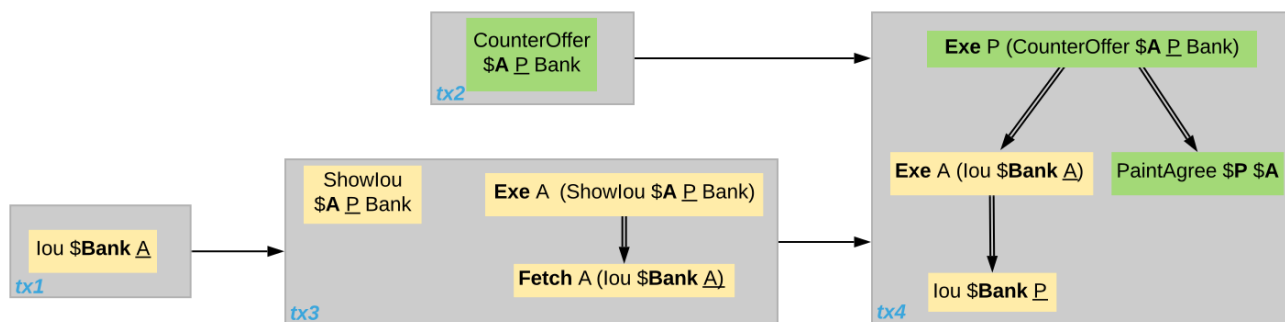 CounterOffer
$A P Bank
tx2
Exe P (CounterOffer $A P Bank)
Exe A (Iou $Bank A)
PaintAgree $P $A
Iou $Bank P
tx4
ShowIou
$A P Bank
Exe A (ShowIou $A P Bank)
Fetch A (Iou $Bank A)
tx3
Iou $Bank A
tx1